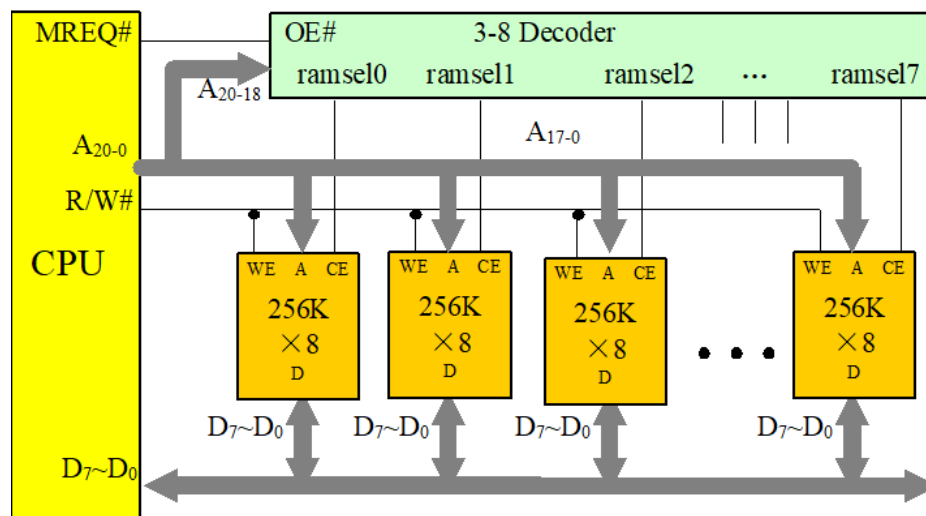 MREQ#
OE# 3-8 Decoder
ramsel0 ramsel1 ramsel2 ... ramsel7
A20-18
A20-0
A17-0
R/W#
CPU
WE A CE
256K
×8
D
WE A CE
256K
×8
D
WE A CE
256K
×8
D
WE A CE
256K
×8
D
D7~D0 D7~D0 D7~D0 D7~D0
D7~D0